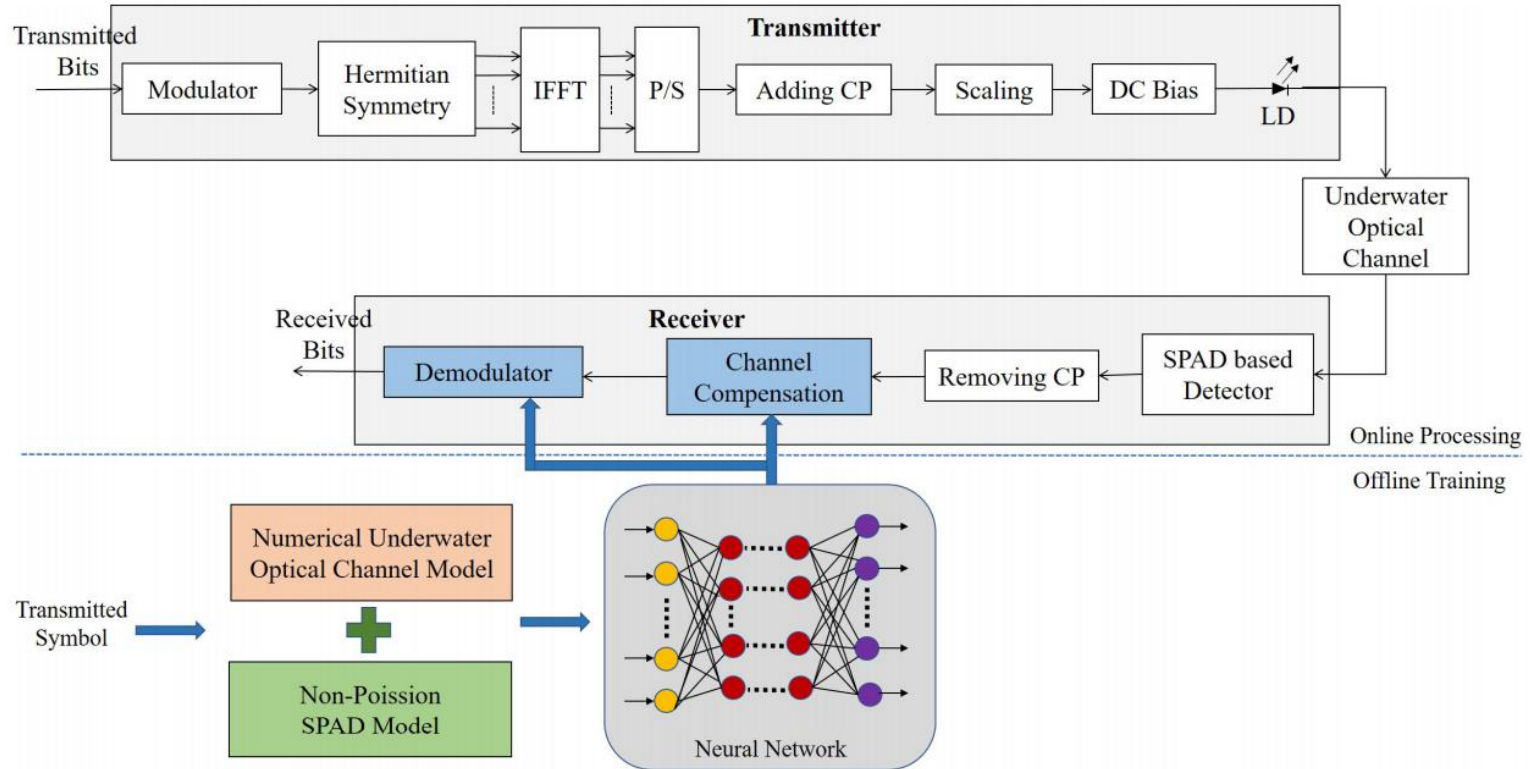 Transmitter
Transmitted
Bits
Modulator
Hermitian
Symmetry
IFFT
P/S
Adding CP
Scaling
DC Bias
LD
Underwater
Optical
Channel
Receiver
Received
Bits
Demodulator
Channel
Compensation
Removing CP
SPAD based
Detector
Online Processing
Offline Training
Transmitted
Symbol
Numerical Underwater
Optical Channel Model
Non-Poission
SPAD Model
Neural Network